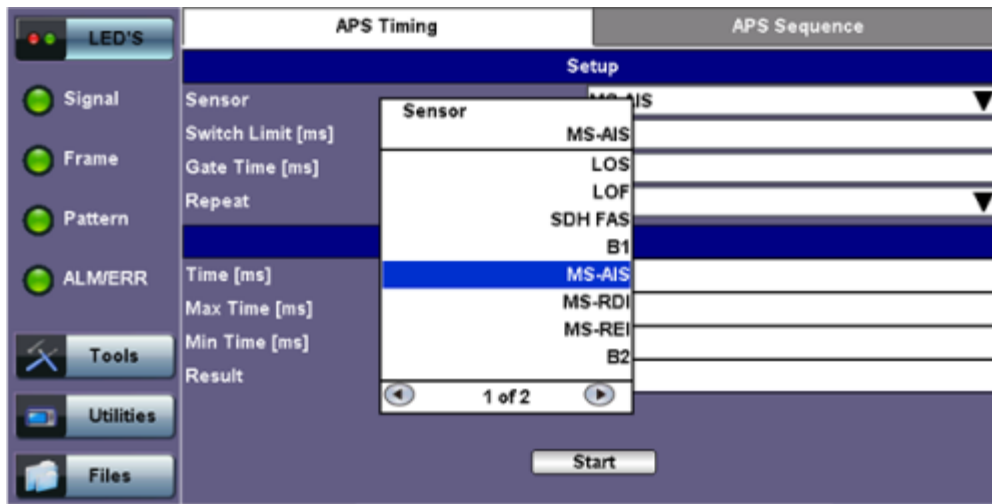 LED'S
Signal
Frame
Pattern
ALM/ERR
Tools
Utilities
Files
APS Timing
APS Sequence
Setup
Sensor
Switch Limit [ms]
Gate Time [ms]
Repeat
Time [ms]
Max Time [ms]
Min Time [ms]
Result
Sensor
MS-AIS
LOS
LOF
SDH FAS
B1
MS-AIS
MS-RDI
MS-REI
B2
1 of 2
Start